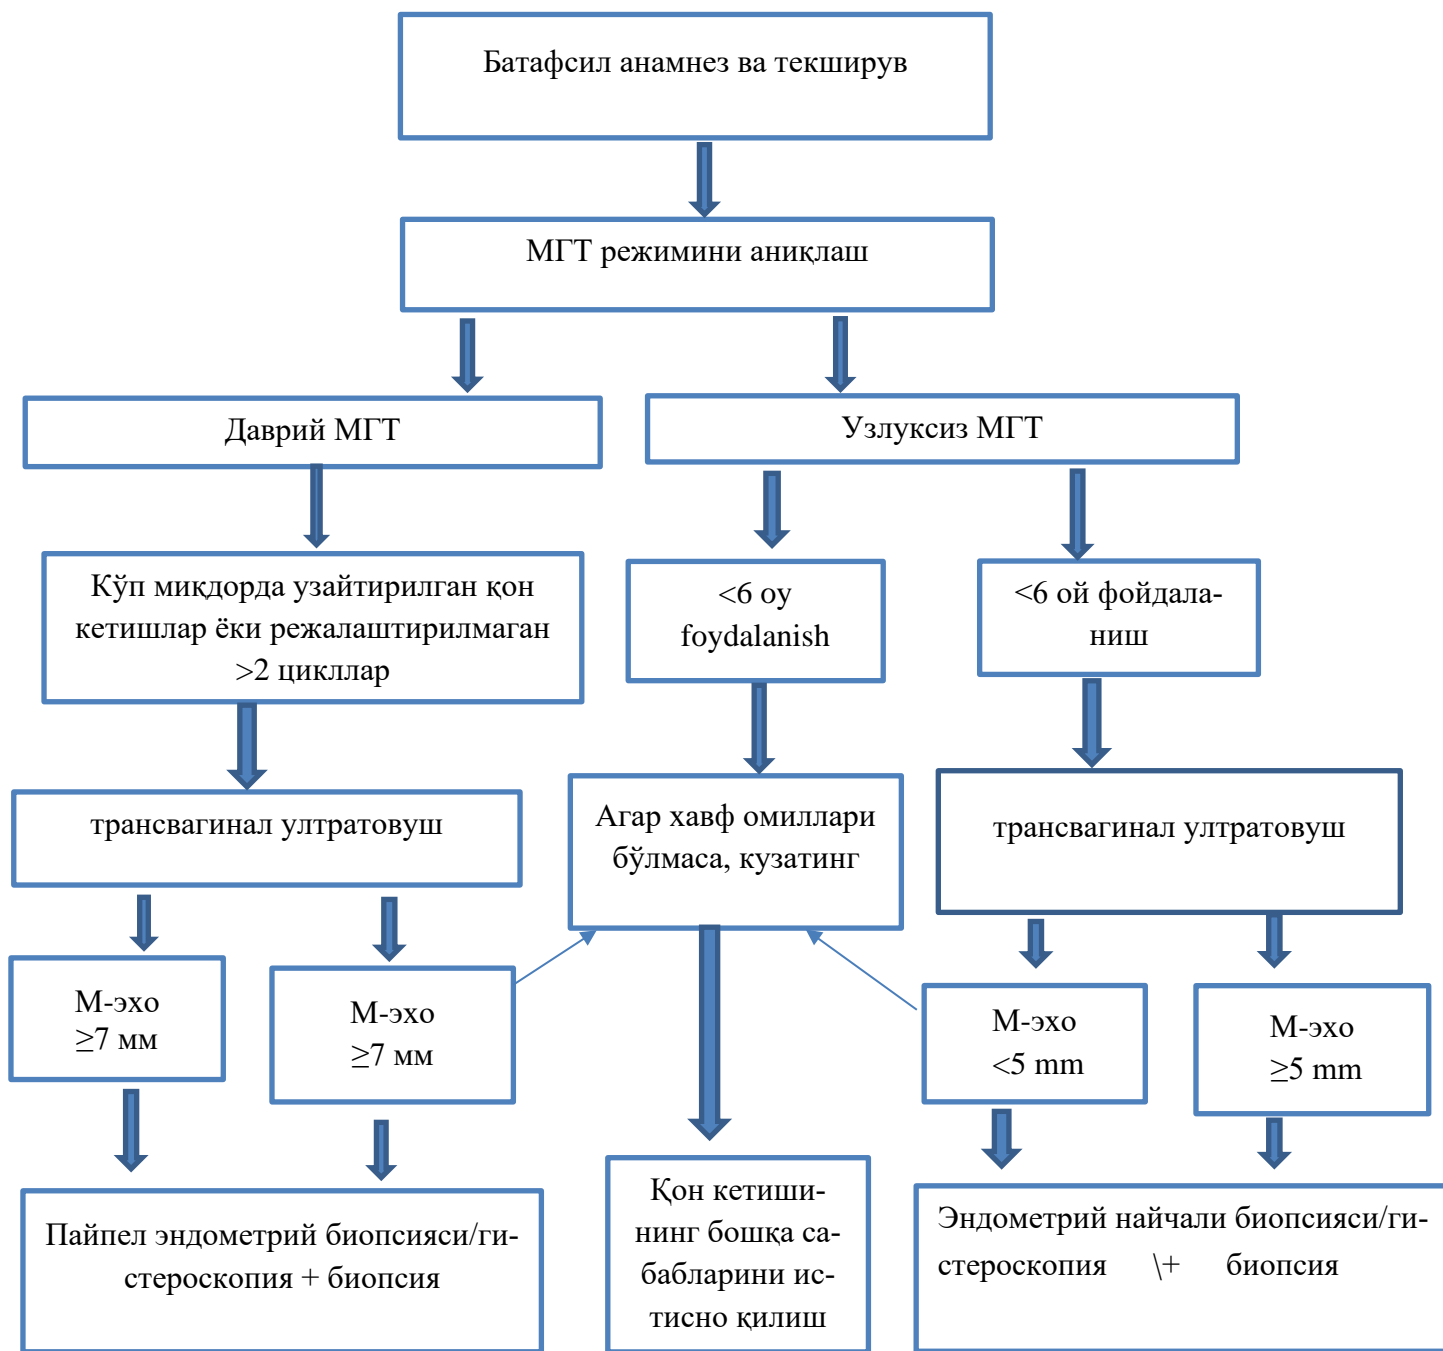 Батафсил анамнез ва текширув
МГТ режимини аниқлаш
Даврий МГТ
Узлуксиз МГТ
Кўп миқдорда узайтирилган қон
кетишлар ёки режалаштирилмаган
>2 цикллар
<6 oy
foydalanish
<6 ой фойдала-
ниш
трансвагинал ултратовуш
Агар хавф омиллари
бўлмаса, кузатинг
трансвагинал ултратовуш
М-эхо
≥7 мм
М-эхо
≥7 мм
М-эхо
<5 mm
М-эхо
≥5 mm
Пайпел эндометрий биопсияси/ги-
стероскопия + биопсия
Қон кетиши-
нинг бошқа са-
бабларини ис-
тисно қилиш
Эндометрий найчали биопсияси/ги-
стероскопия \+ биопсия